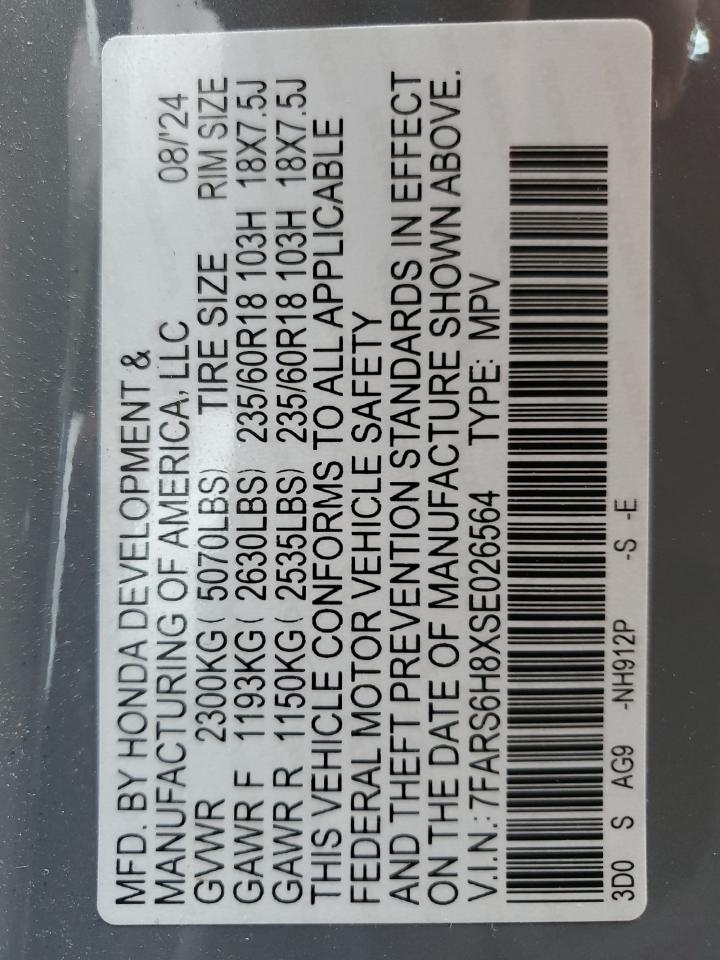 MFD. BY HONDA DEVELOPMENT &
MANUFACTURING OF AMERICA, LLC 08/'24
GVWR 2300KG ( 5070LBS) TIRE SIZE RIM SIZE
GAWR F 1193KG ( 2630LBS) 235/60R18 103H 18X7.5J
GAWR R 1150KG ( 2535LBS) 235/60R18 103H 18X7.5J
THIS VEHICLE CONFORMS TO ALL APPLICABLE
FEDERAL MOTOR VEHICLE SAFETY
AND THEFT PREVENTION STANDARDS IN EFFECT
ON THE DATE OF MANUFACTURE SHOWN ABOVE.
V.I.N.: 7FARS6H8XSE026564 TYPE: MPV
3D0 S AG9 -NH912P -S -E